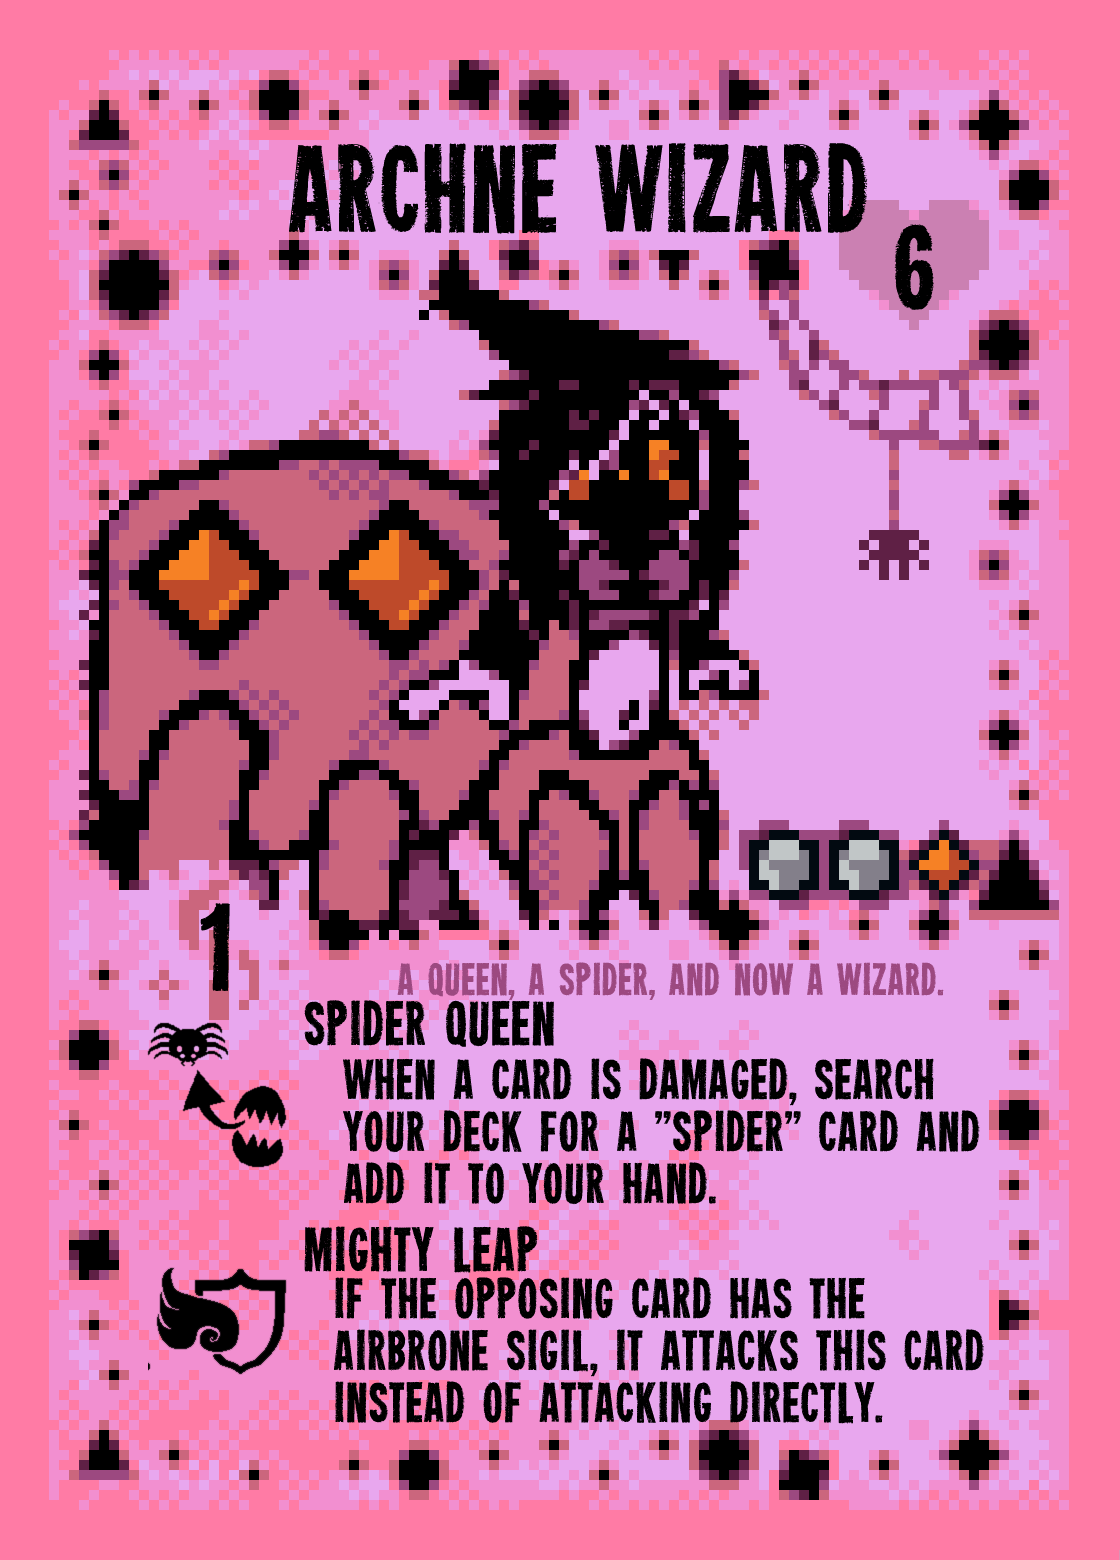 ARCHNE WIZARD
6
1
A QUEEN, A SPIDER, AND NOW A WIZARD.
SPIDER QUEEN
WHEN A CARD IS DAMAGED, SEARCH
YOUR DECK FOR A "SPIDER" CARD AND
ADD IT TO YOUR HAND.
MIGHTY LEAP
IF THE OPPOSING CARD HAS THE
AIRBRONE SIGIL, IT ATTACKS THIS CARD
INSTEAD OF ATTACKING DIRECTLY.